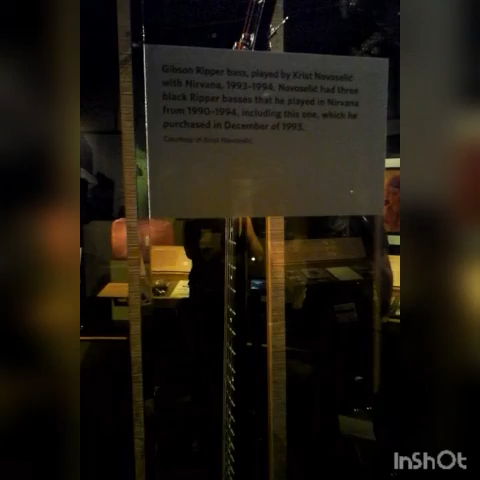 Gibson Ripper bass, played by Krist Novoselic
with Nirvana, 1993–1994. Novoselic had three
black Ripper basses that he played in Nirvana
from 1990–1994, including this one, which he
purchased in December of 1993.
Courtesy of Krist Novoselic
InShOt